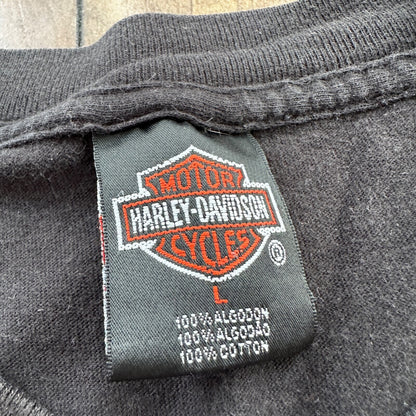 MOTOR
HARLEY-DAVIDSON
CYCLES
®
L
100% ALGODON
100% ALGODÃO
100% COTTON